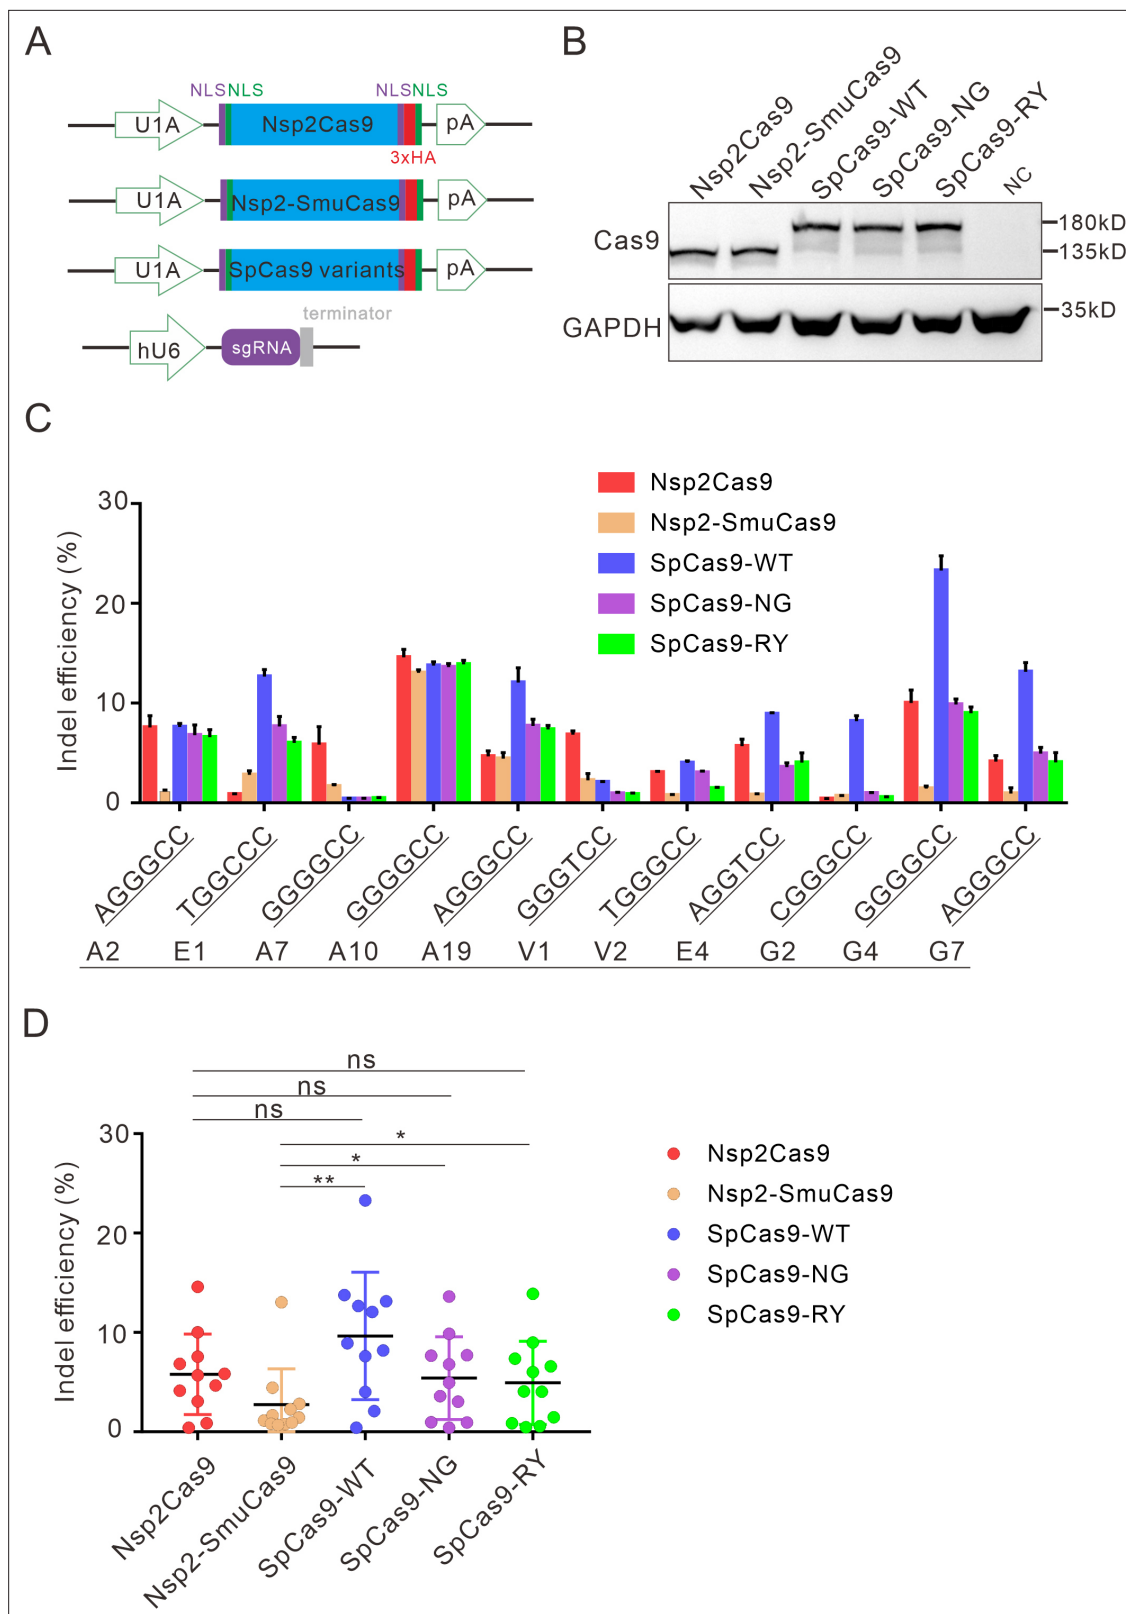 A
NLSNLS NLSNLS
U1A Nsp2Cas9 pA
3xHA
U1A Nsp2-SmuCas9 pA
U1A SpCas9 variants pA
terminator
hU6 sgRNA
B
Nsp2Cas9 Nsp2-SmuCas9 SpCas9-WT SpCas9-NG SpCas9-RY NC
Cas9 180kD
135kD
GAPDH 35kD
C
Indel efficiency (%)
30
20
10
0
Nsp2Cas9
Nsp2-SmuCas9
SpCas9-WT
SpCas9-NG
SpCas9-RY
AGGGCC TGGCCC GGGGCC GGGGCC AGGGCC GGGTCC TGGGCC AGGTCC CGGGCC GGGGCC AGGGCC
A2 E1 A7 A10 A19 V1 V2 E4 G2 G4 G7
D
ns
ns
ns
*
*
**
Indel efficiency (%)
30
20
10
0
Nsp2Cas9
Nsp2-SmuCas9
SpCas9-WT
SpCas9-NG
SpCas9-RY
Nsp2Cas9 Nsp2-SmuCas9 SpCas9-WT SpCas9-NG SpCas9-RY